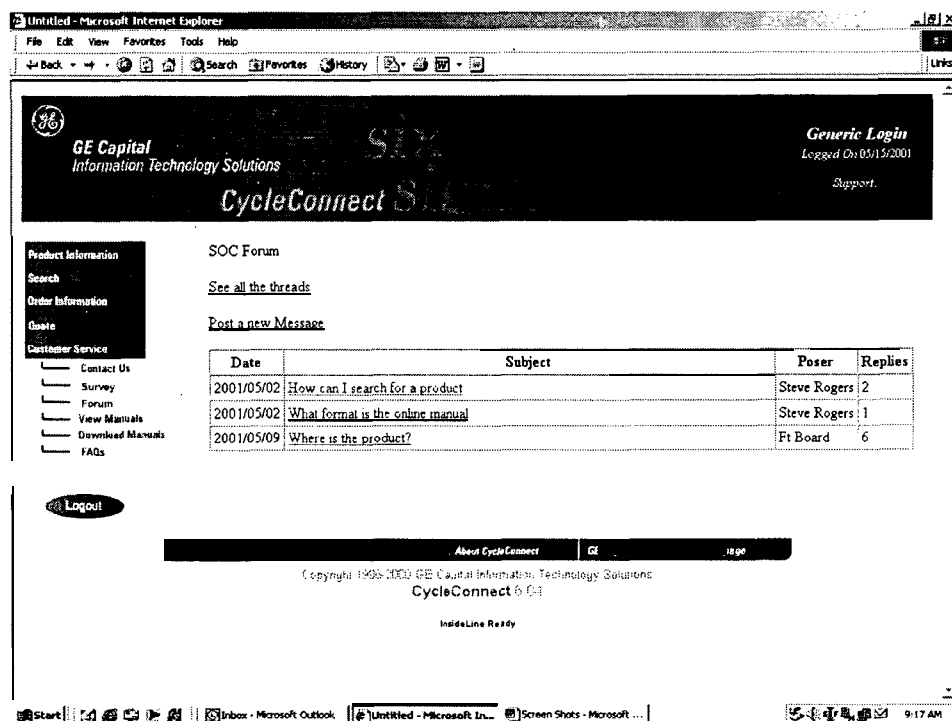 Untitled - Microsoft Internet Explorer
File Edit View Favorites Tools Help
Back Search Favorites History
Links
GE Capital
Information Technology Solutions
CycleConnect
SIX
Generic Login
Logged On 05/15/2001
Support
Product Information
Search
Order Information
Quote
Customer Service
Contact Us
Survey
Forum
View Manuals
Download Manuals
FAQs
SOC Forum
See all the threads
Post a new Message
Date Subject Poser Replies
2001/05/02 How can I search for a product Steve Rogers 2
2001/05/02 What format is the online manual Steve Rogers 1
2001/05/09 Where is the product? Ft Board 6
Logout
About CycleConnect GE
Copyright 1996-2000 GE Capital Information Technology Solutions
CycleConnect 6.04
InsideLine Ready
Start Inbox - Microsoft Outlook Untitled - Microsoft In... Screen Shots - Microsoft ... 9:17 AM